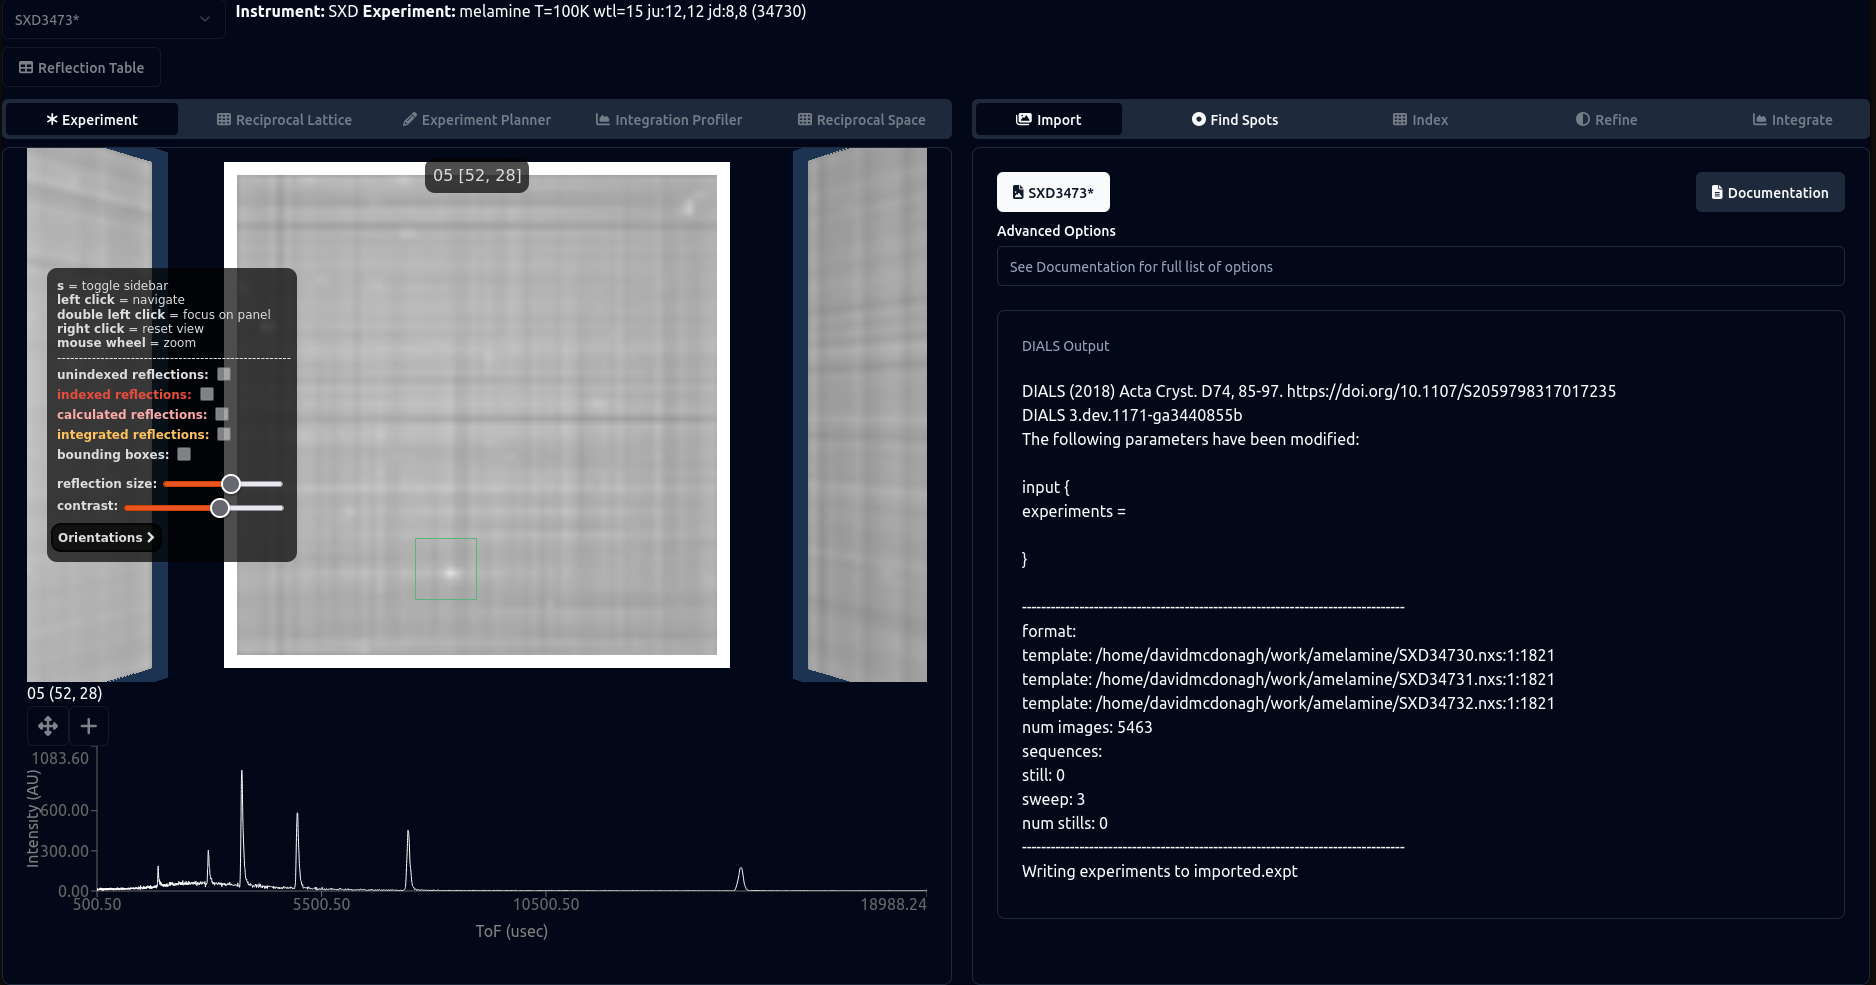 SXD3473*
Instrument: SXD Experiment: melamine T=100K wtl=15 ju:12,12 jd:8,8 (34730)
Reflection Table
Experiment
Reciprocal Lattice
Experiment Planner
Integration Profiler
Reciprocal Space
05 [52, 28]
s = toggle sidebar
left click = navigate
double left click = focus on panel
right click = reset view
mouse wheel = zoom
------------------------------------------------------
unindexed reflections:
indexed reflections:
calculated reflections:
integrated reflections:
bounding boxes:
reflection size:
contrast:
Orientations
05 (52, 28)
1083.60
600.00
300.00
0.00
Intensity (AU)
500.50
5500.50
10500.50
18988.24
ToF (usec)
Import
Find Spots
Index
Refine
Integrate
SXD3473*
Documentation
Advanced Options
See Documentation for full list of options
DIALS Output
DIALS (2018) Acta Cryst. D74, 85-97. https://doi.org/10.1107/S2059798317017235
DIALS 3.dev.1171-ga3440855b
The following parameters have been modified:
input {
experiments =
}
--------------------------------------------------------------------------------
format:
template: /home/davidmcdonagh/work/amelamine/SXD34730.nxs:1:1821
template: /home/davidmcdonagh/work/amelamine/SXD34731.nxs:1:1821
template: /home/davidmcdonagh/work/amelamine/SXD34732.nxs:1:1821
num images: 5463
sequences:
still: 0
sweep: 3
num stills: 0
--------------------------------------------------------------------------------
Writing experiments to imported.expt